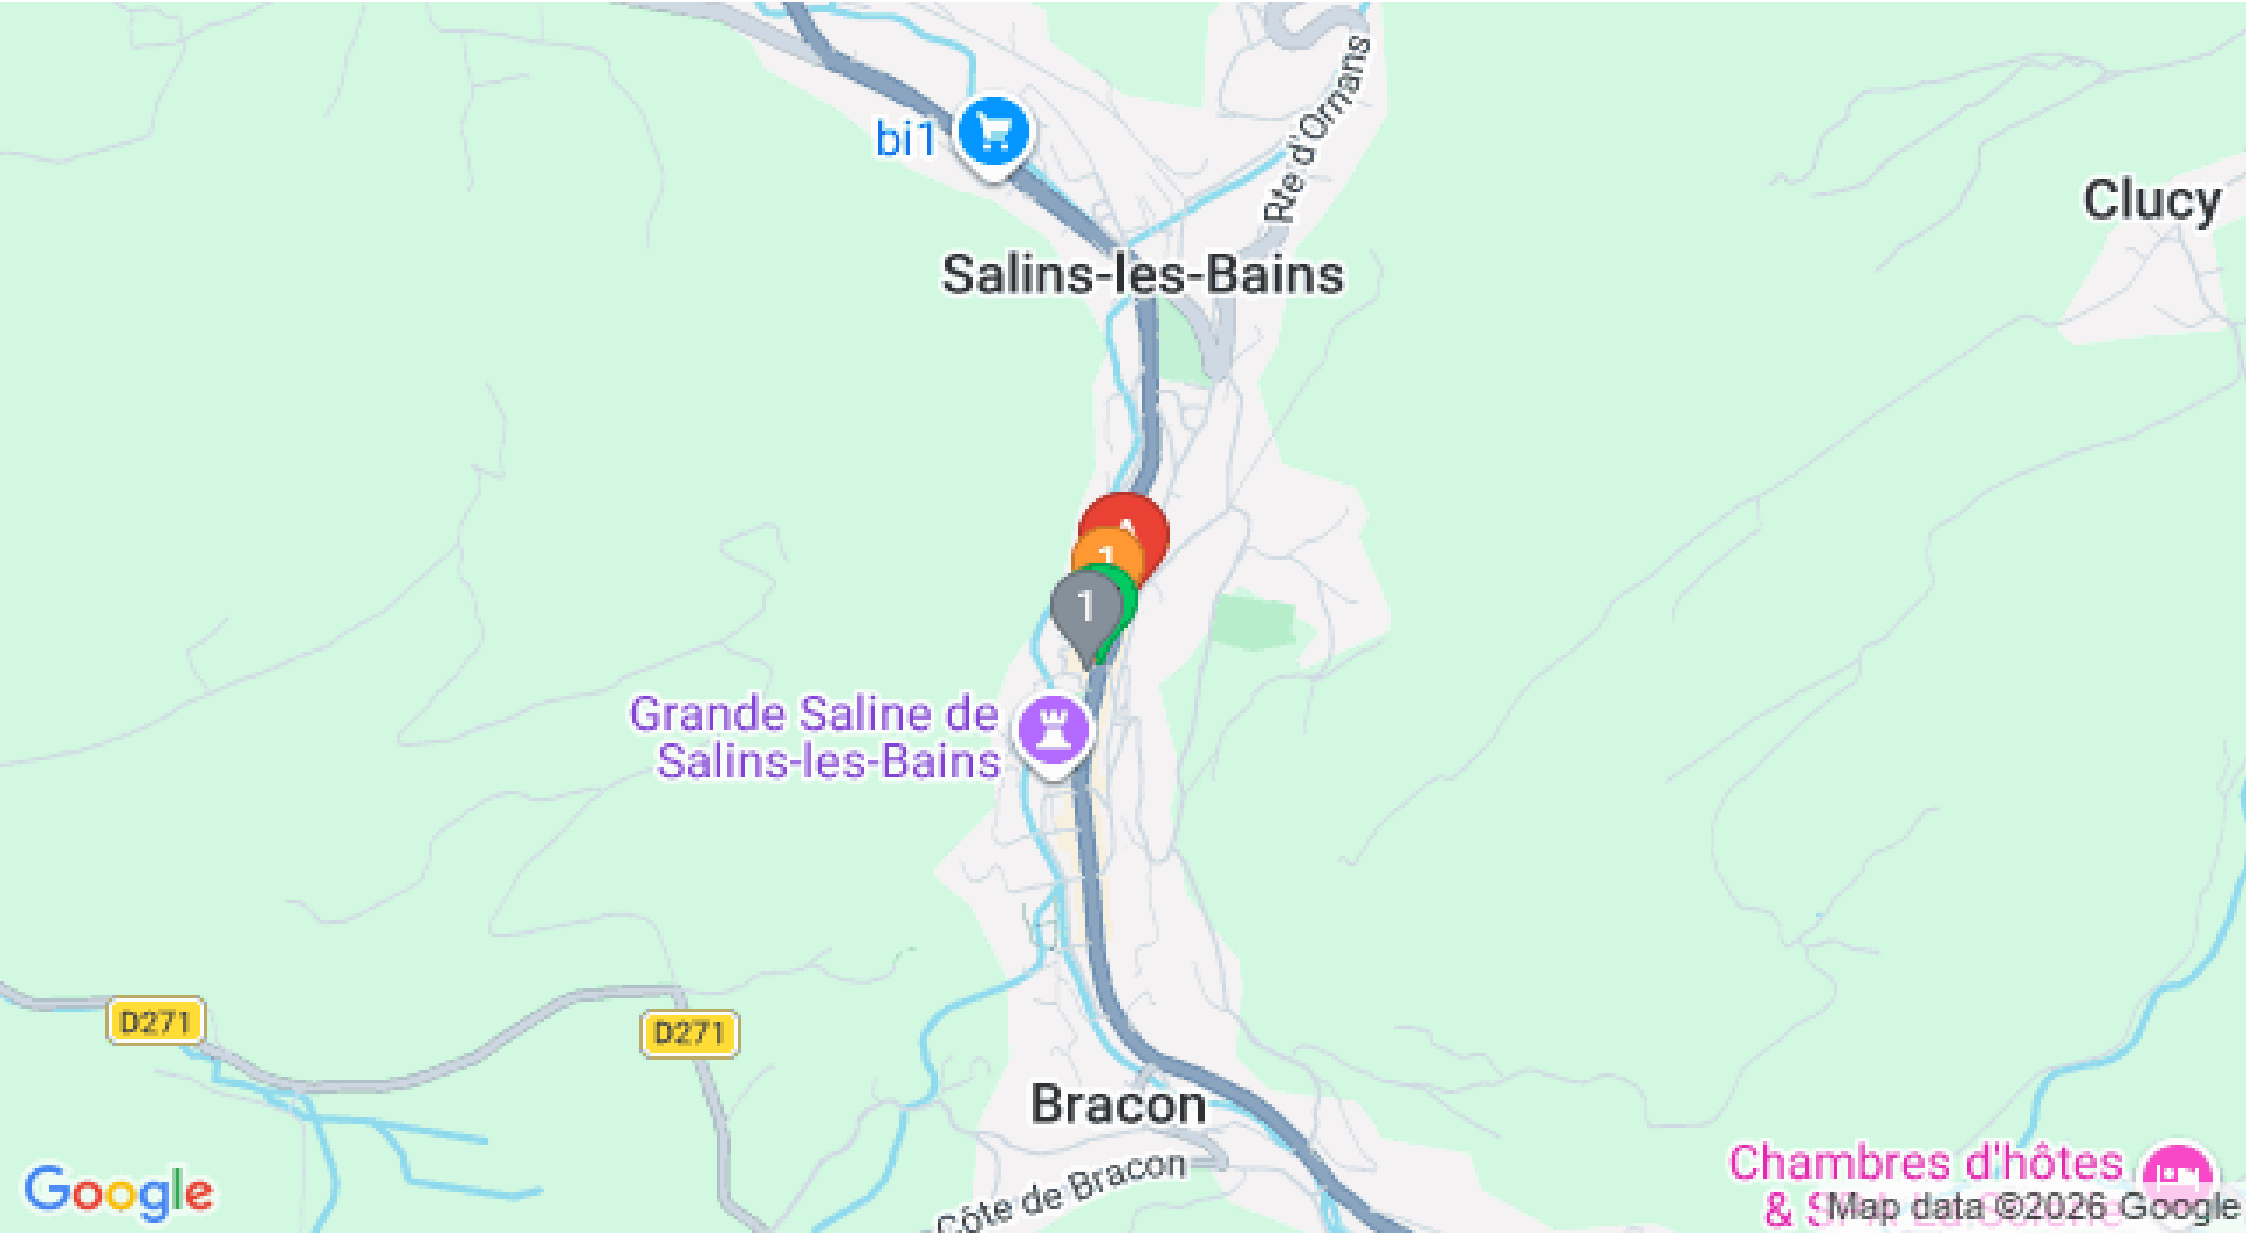 Rte d'Ornans
bi1
Clucy
Salins-les-Bains
1
1
Grande Saline de
Salins-les-Bains
D271
D271
Bracon
Côte de Bracon
Chambres d'hôtes
&
Google
Map data ©2026 Google